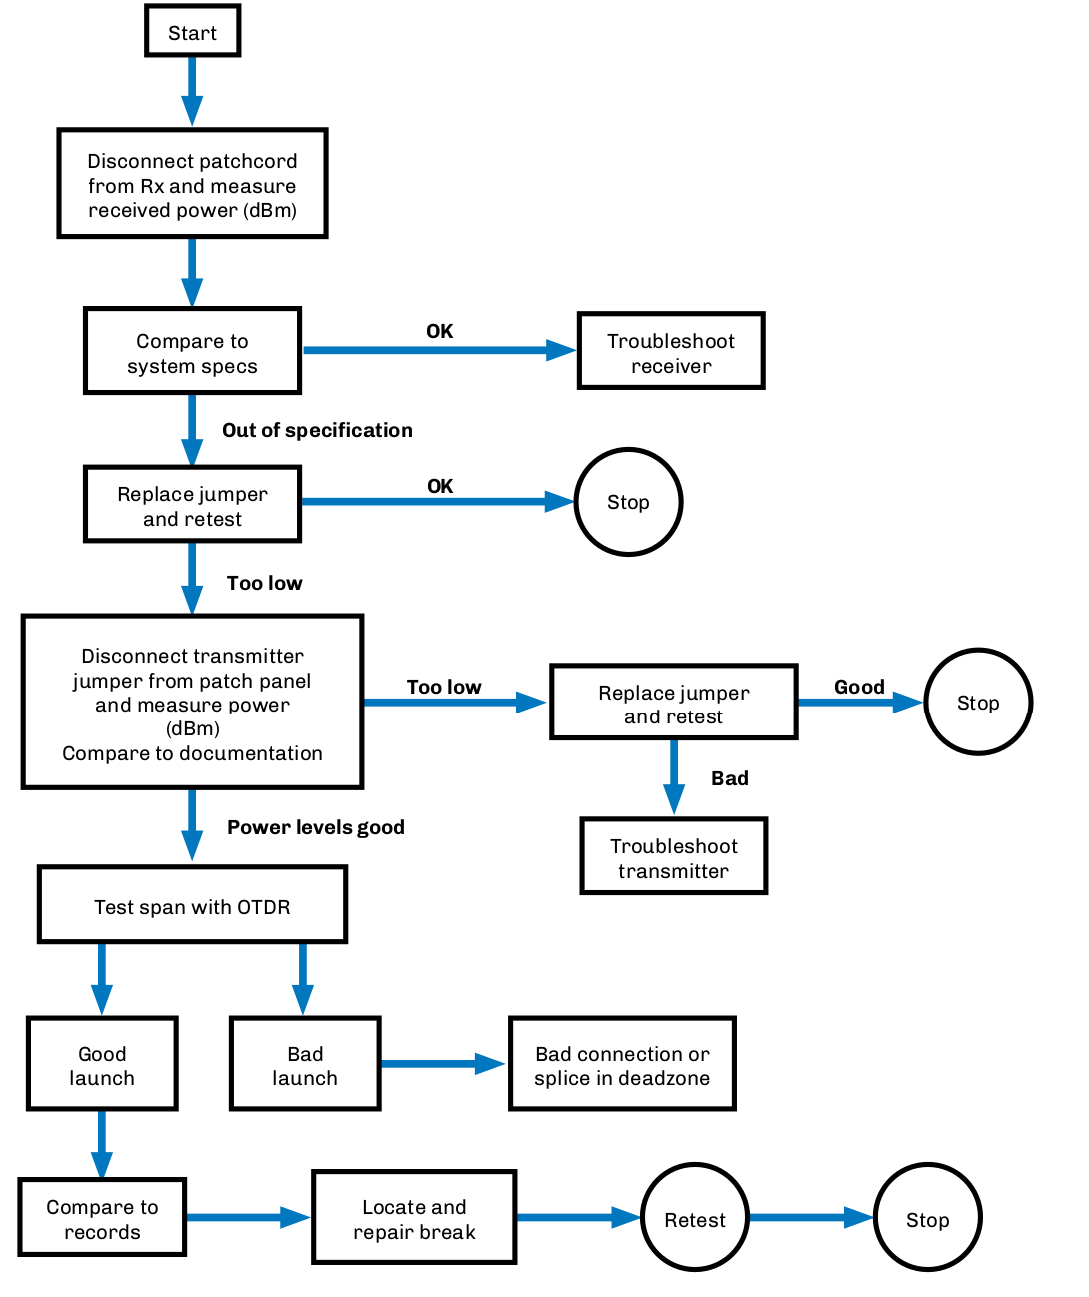 Start
Disconnect patchcord
from Rx and measure
received power (dBm)
Compare to
system specs
OK
Troubleshoot
receiver
Out of specification
Replace jumper
and retest
OK
Stop
Too low
Disconnect transmitter
jumper from patch panel
and measure power
(dBm)
Compare to documentation
Too low
Replace jumper
and retest
Good
Stop
Bad
Troubleshoot
transmitter
Power levels good
Test span with OTDR
Good
launch
Bad
launch
Bad connection or
splice in deadzone
Compare to
records
Locate and
repair break
Retest
Stop